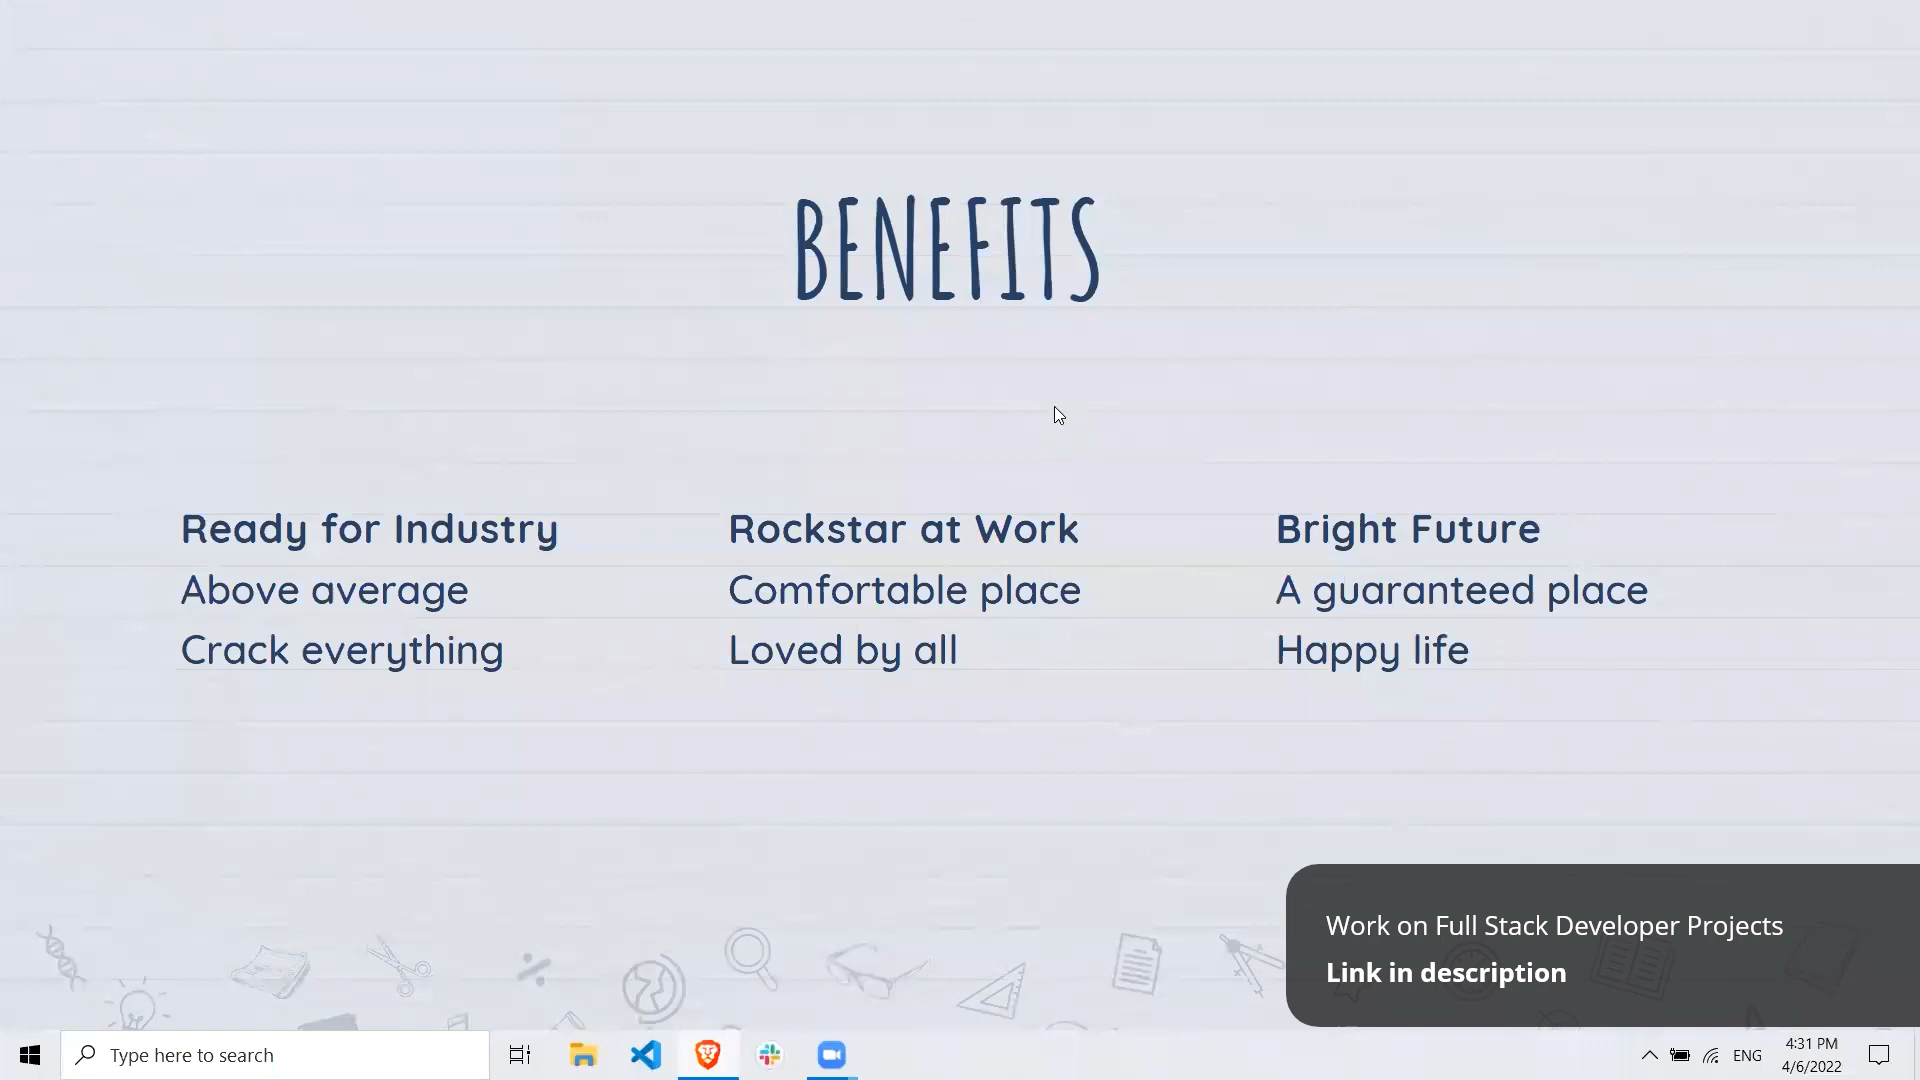 BENEFITS
Ready for Industry
Above average
Crack everything
Rockstar at Work
Comfortable place
Loved by all
Bright Future
A guaranteed place
Happy life
Work on Full Stack Developer Projects
Link in description
Type here to search
ENG
4:31 PM
4/6/2022